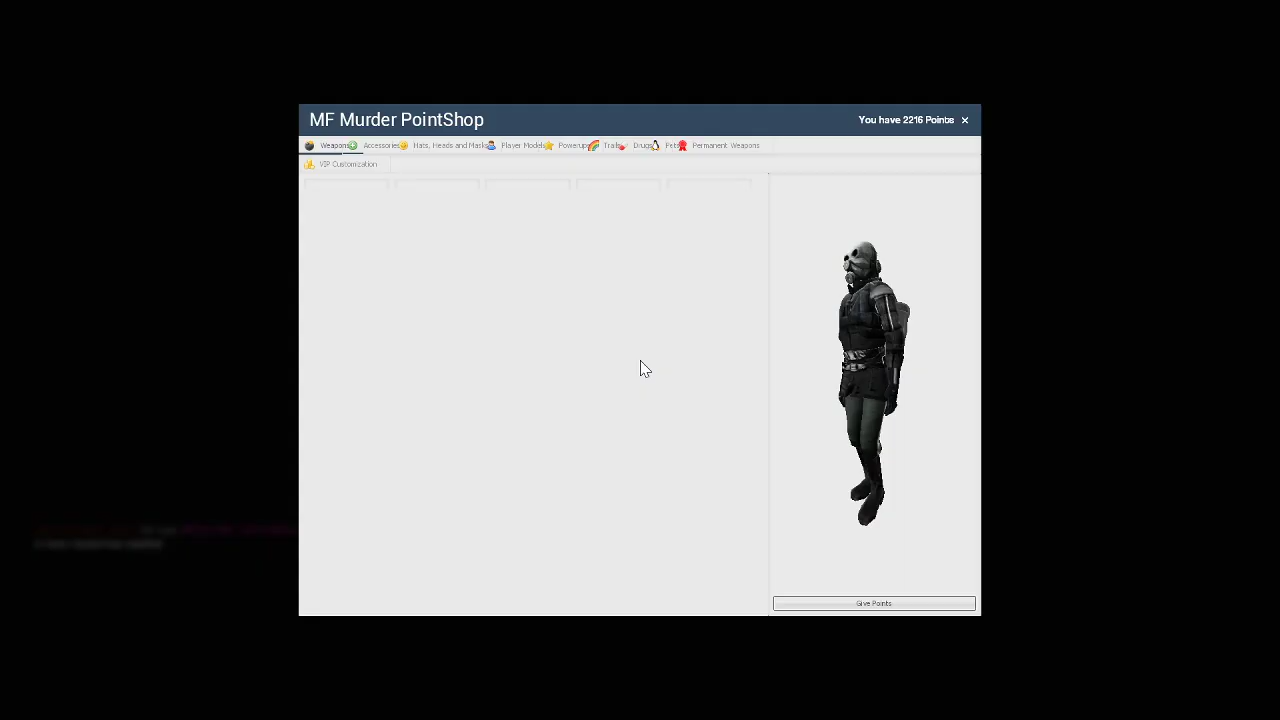 MF Murder PointShop
You have 2216 Points ×
Weapons Accessories Hats, Heads and Masks Player Models Powerups Trails Drugs Pets Permanent Weapons
VIP Customization
Give Points